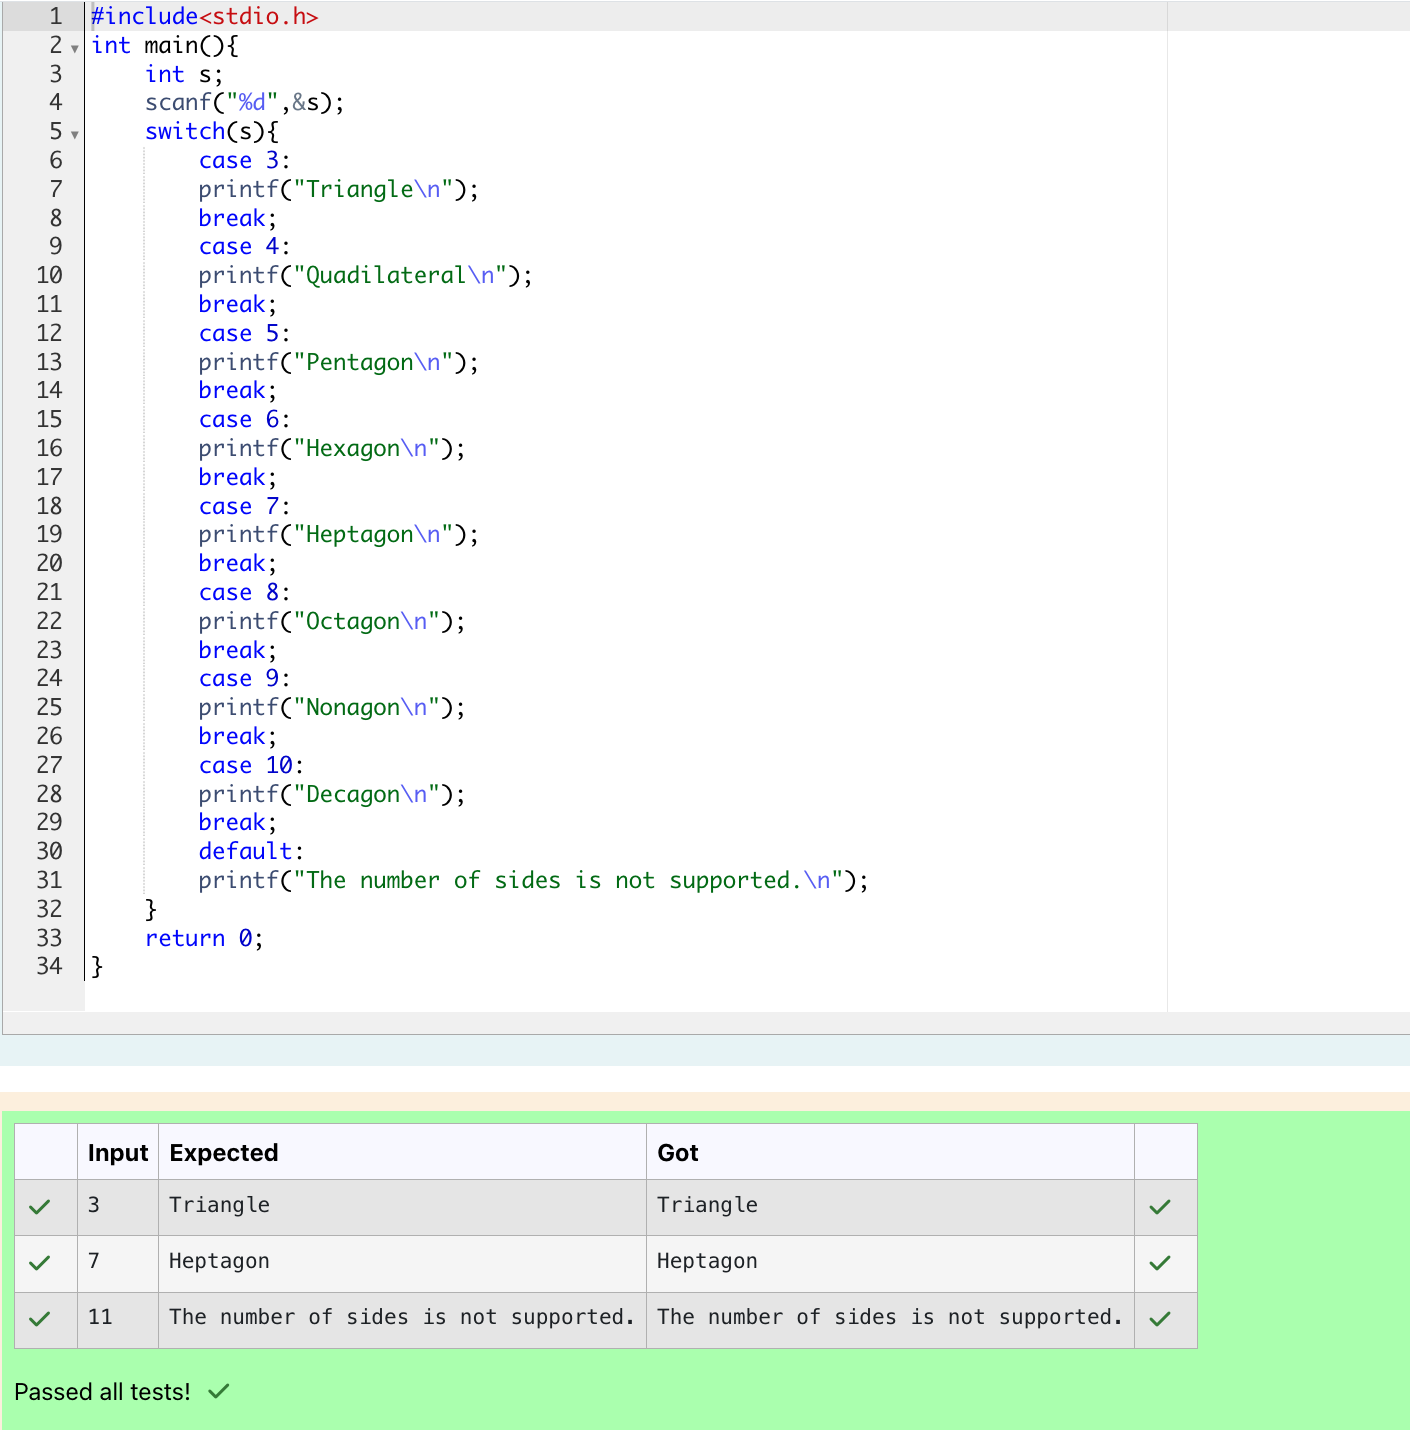 1 #include<stdio.h>
2 int main(){
3     int s;
4     scanf("%d",&s);
5     switch(s){
6         case 3:
7         printf("Triangle\n");
8         break;
9         case 4:
10         printf("Quadilateral\n");
11         break;
12         case 5:
13         printf("Pentagon\n");
14         break;
15         case 6:
16         printf("Hexagon\n");
17         break;
18         case 7:
19         printf("Heptagon\n");
20         break;
21         case 8:
22         printf("Octagon\n");
23         break;
24         case 9:
25         printf("Nonagon\n");
26         break;
27         case 10:
28         printf("Decagon\n");
29         break;
30         default:
31         printf("The number of sides is not supported.\n");
32     }
33     return 0;
34 }
Input Expected Got
3 Triangle Triangle
7 Heptagon Heptagon
11 The number of sides is not supported. The number of sides is not supported.
Passed all tests!